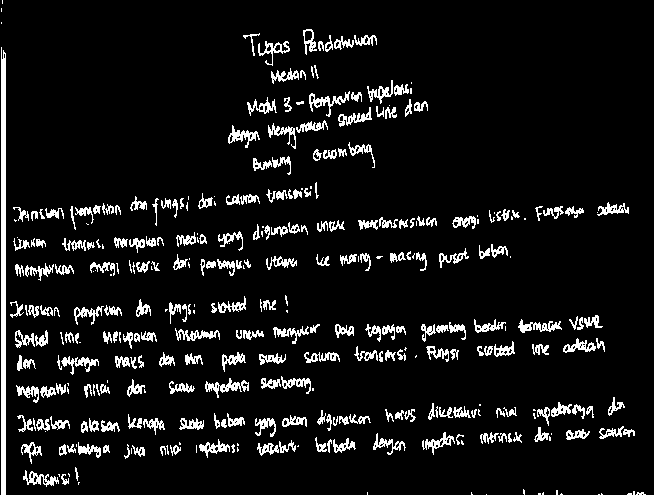 Tugas Pendahuluan
Medan II
Modul 3 - Pengukuran Impedansi
dengan Menggunakan Slotted Line dan
Bumbung Gelombang
Jelaskan pengertian dan fungsi dari saluran transmisi!
transmisi merupakan media yang digunakan untuk mentransmisikan energi listrik. Fungsinya adalah
menyalurkan energi listrik dari pembangkit utama ke masing-masing pusat beban.
Jelaskan pengertian dan fungsi slotted line!
Slotted line merupakan instrumen untuk mengukur pola tegangan gelombang berdiri termasuk VSWR
dan tegangan maks dan min pada suatu saluran transmisi. Fungsi slotted line adalah
mengetahui nilai dari suatu impedansi sembarang.
Jelaskan alasan kenapa suatu beban yang akan digunakan harus diketahui nilai impedansinya dan
apa akibatnya jika nilai impedansi tersebut berbeda dengan impedansi intrinsik dari suatu saluran
transmisi!